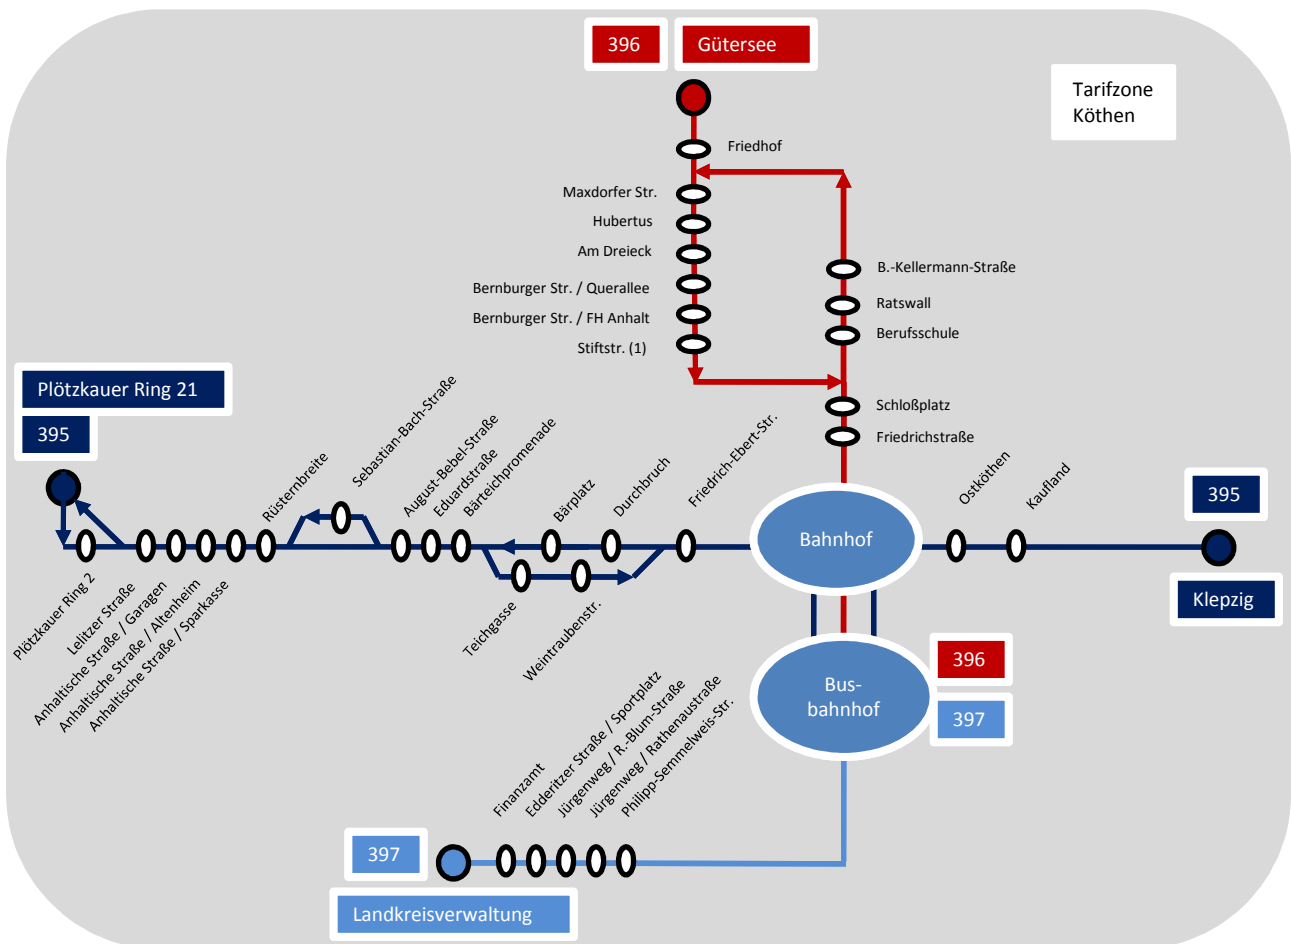 396
Gütersee
Tarifzone
Köthen
Friedhof
Maxdorfer Str.
Hubertus
Am Dreieck
Bernburger Str. / Querallee
Bernburger Str. / FH Anhalt
Stiftstr. (1)
B.-Kellermann-Straße
Ratswall
Berufsschule
Schloßplatz
Friedrichstraße
Plötzkauer Ring 21
395
Plötzkauer Ring 2
Lelitzer Straße
Anhaltische Straße / Garagen
Anhaltische Straße / Altenheim
Anhaltische Straße / Sparkasse
Rüsternbreite
Sebastian-Bach-Straße
August-Bebel-Straße
Eduardstraße
Bärteichpromenade
Bärplatz
Durchbruch
Teichgasse
Weintraubenstr.
Friedrich-Ebert-Str.
Bahnhof
Ostköthen
Kaufland
395
Klepzig
Bus-
bahnhof
396
397
Finanzamt
Edderitzer Straße / Sportplatz
Jürgenweg / R.-Blum-Straße
Jürgenweg / Rathenaustraße
Philipp-Semmelweis-Str.
397
Landkreisverwaltung